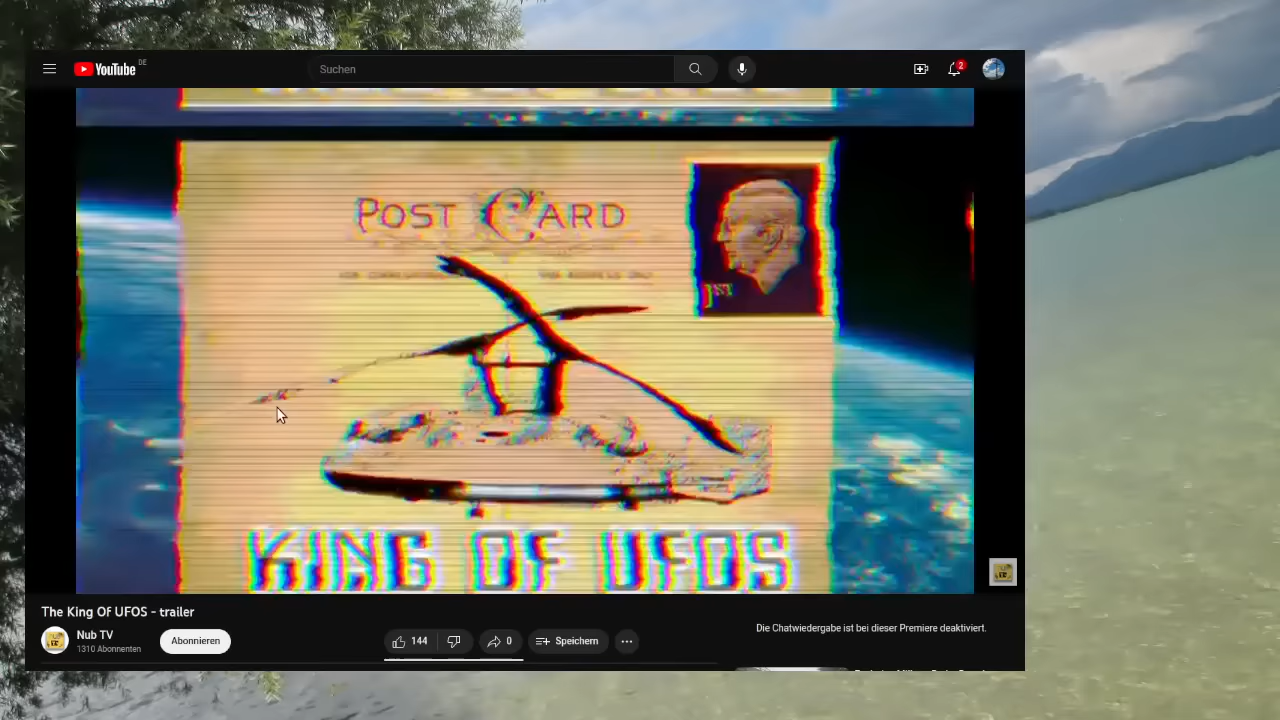 YouTube DE
Suchen
2
POST CARD
1ST
KING OF UFOS
The King Of UFOS - trailer
Nub TV
1310 Abonnenten
Abonnieren
144
0
Speichern
Die Chatwiedergabe ist bei dieser Premiere deaktiviert.